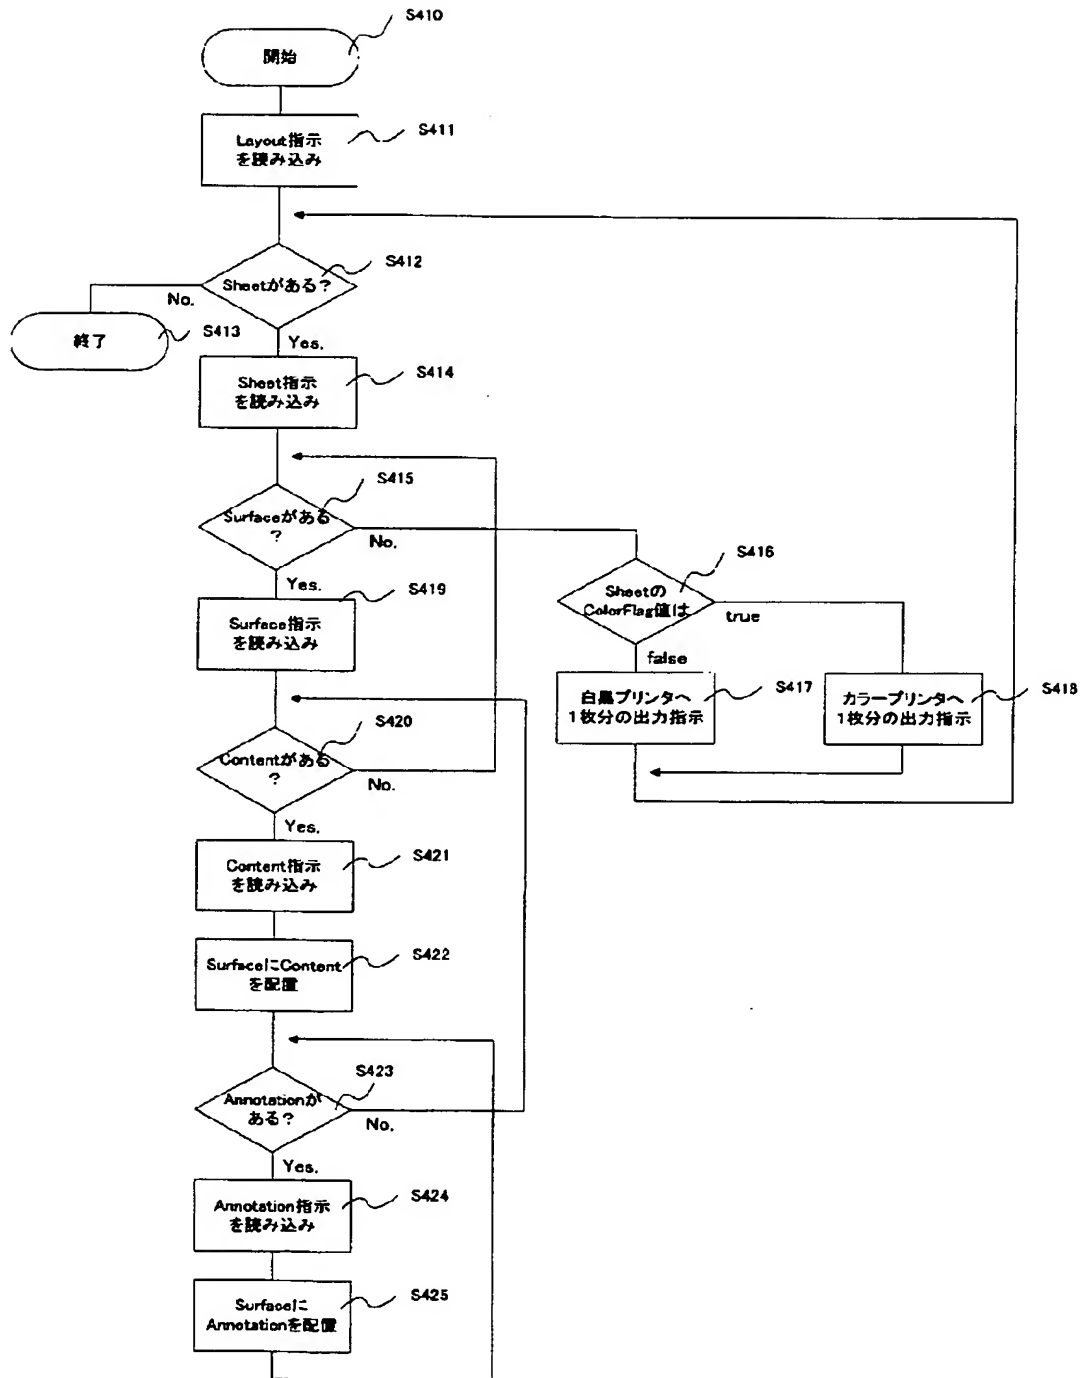 S410
開始
S411
Layout指示
を読み込み
S412
Sheetがある?
No.
S413
終了
Yes.
S414
Sheet指示
を読み込み
S415
Surfaceがある
?
No.
S416
Sheetの
ColorFlag値は
true
false
Yes.
S419
Surface指示
を読み込み
白黒プリンタへ
1枚分の出力指示
S417
カラープリンタへ
1枚分の出力指示
S418
S420
Contentがある
?
No.
Yes.
S421
Content指示
を読み込み
S422
SurfaceにContent
を配置
S423
Annotationが
ある?
No.
Yes.
S424
Annotation指示
を読み込み
S425
Surfaceに
Annotationを配置